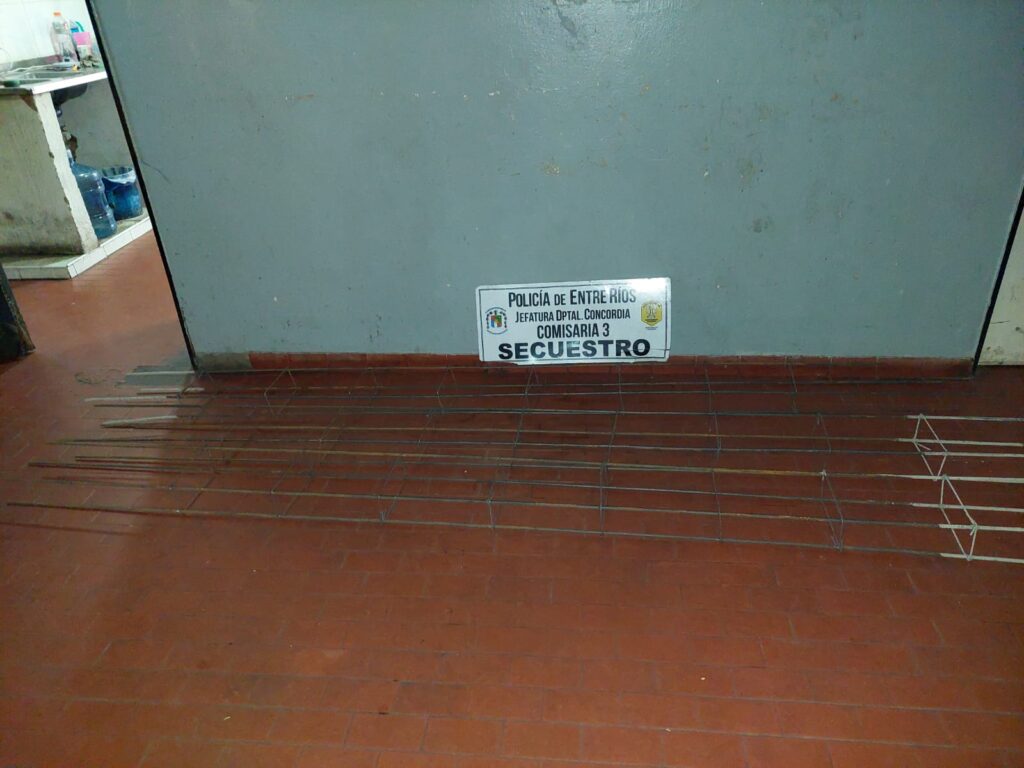 POLICÍA DE ENTRE RÍOS
JEFATURA DPTAL. CONCORDIA
COMISARIA 3
SECUESTRO